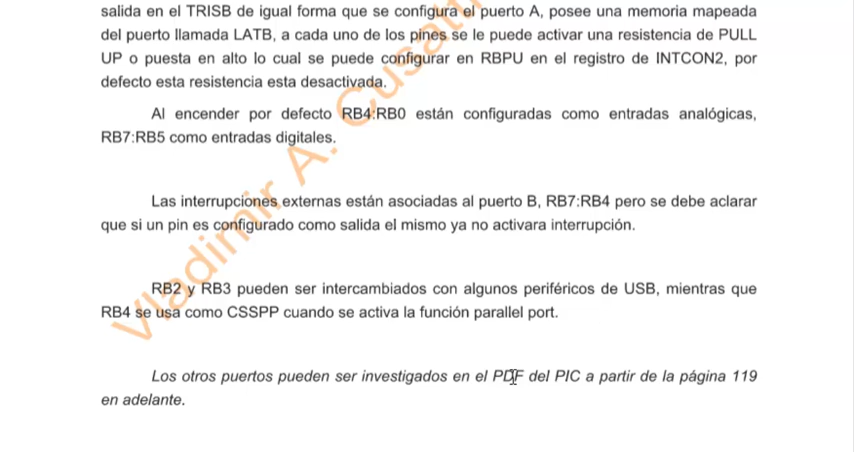 salida en el TRISB de igual forma que se configura el puerto A, posee una memoria mapeada
del puerto llamada LATB, a cada uno de los pines se le puede activar una resistencia de PULL
UP o puesta en alto lo cual se puede configurar en RBPU en el registro de INTCON2, por
defecto esta resistencia esta desactivada.
Al encender por defecto RB4:RB0 están configuradas como entradas analógicas,
RB7:RB5 como entradas digitales.
Las interrupciones externas están asociadas al puerto B, RB7:RB4 pero se debe aclarar
que si un pin es configurado como salida el mismo ya no activara interrupción.
RB2 y RB3 pueden ser intercambiados con algunos periféricos de USB, mientras que
RB4 se usa como CSSPP cuando se activa la función parallel port.
Los otros puertos pueden ser investigados en el PDF del PIC a partir de la página 119
en adelante.
Vladimir A.